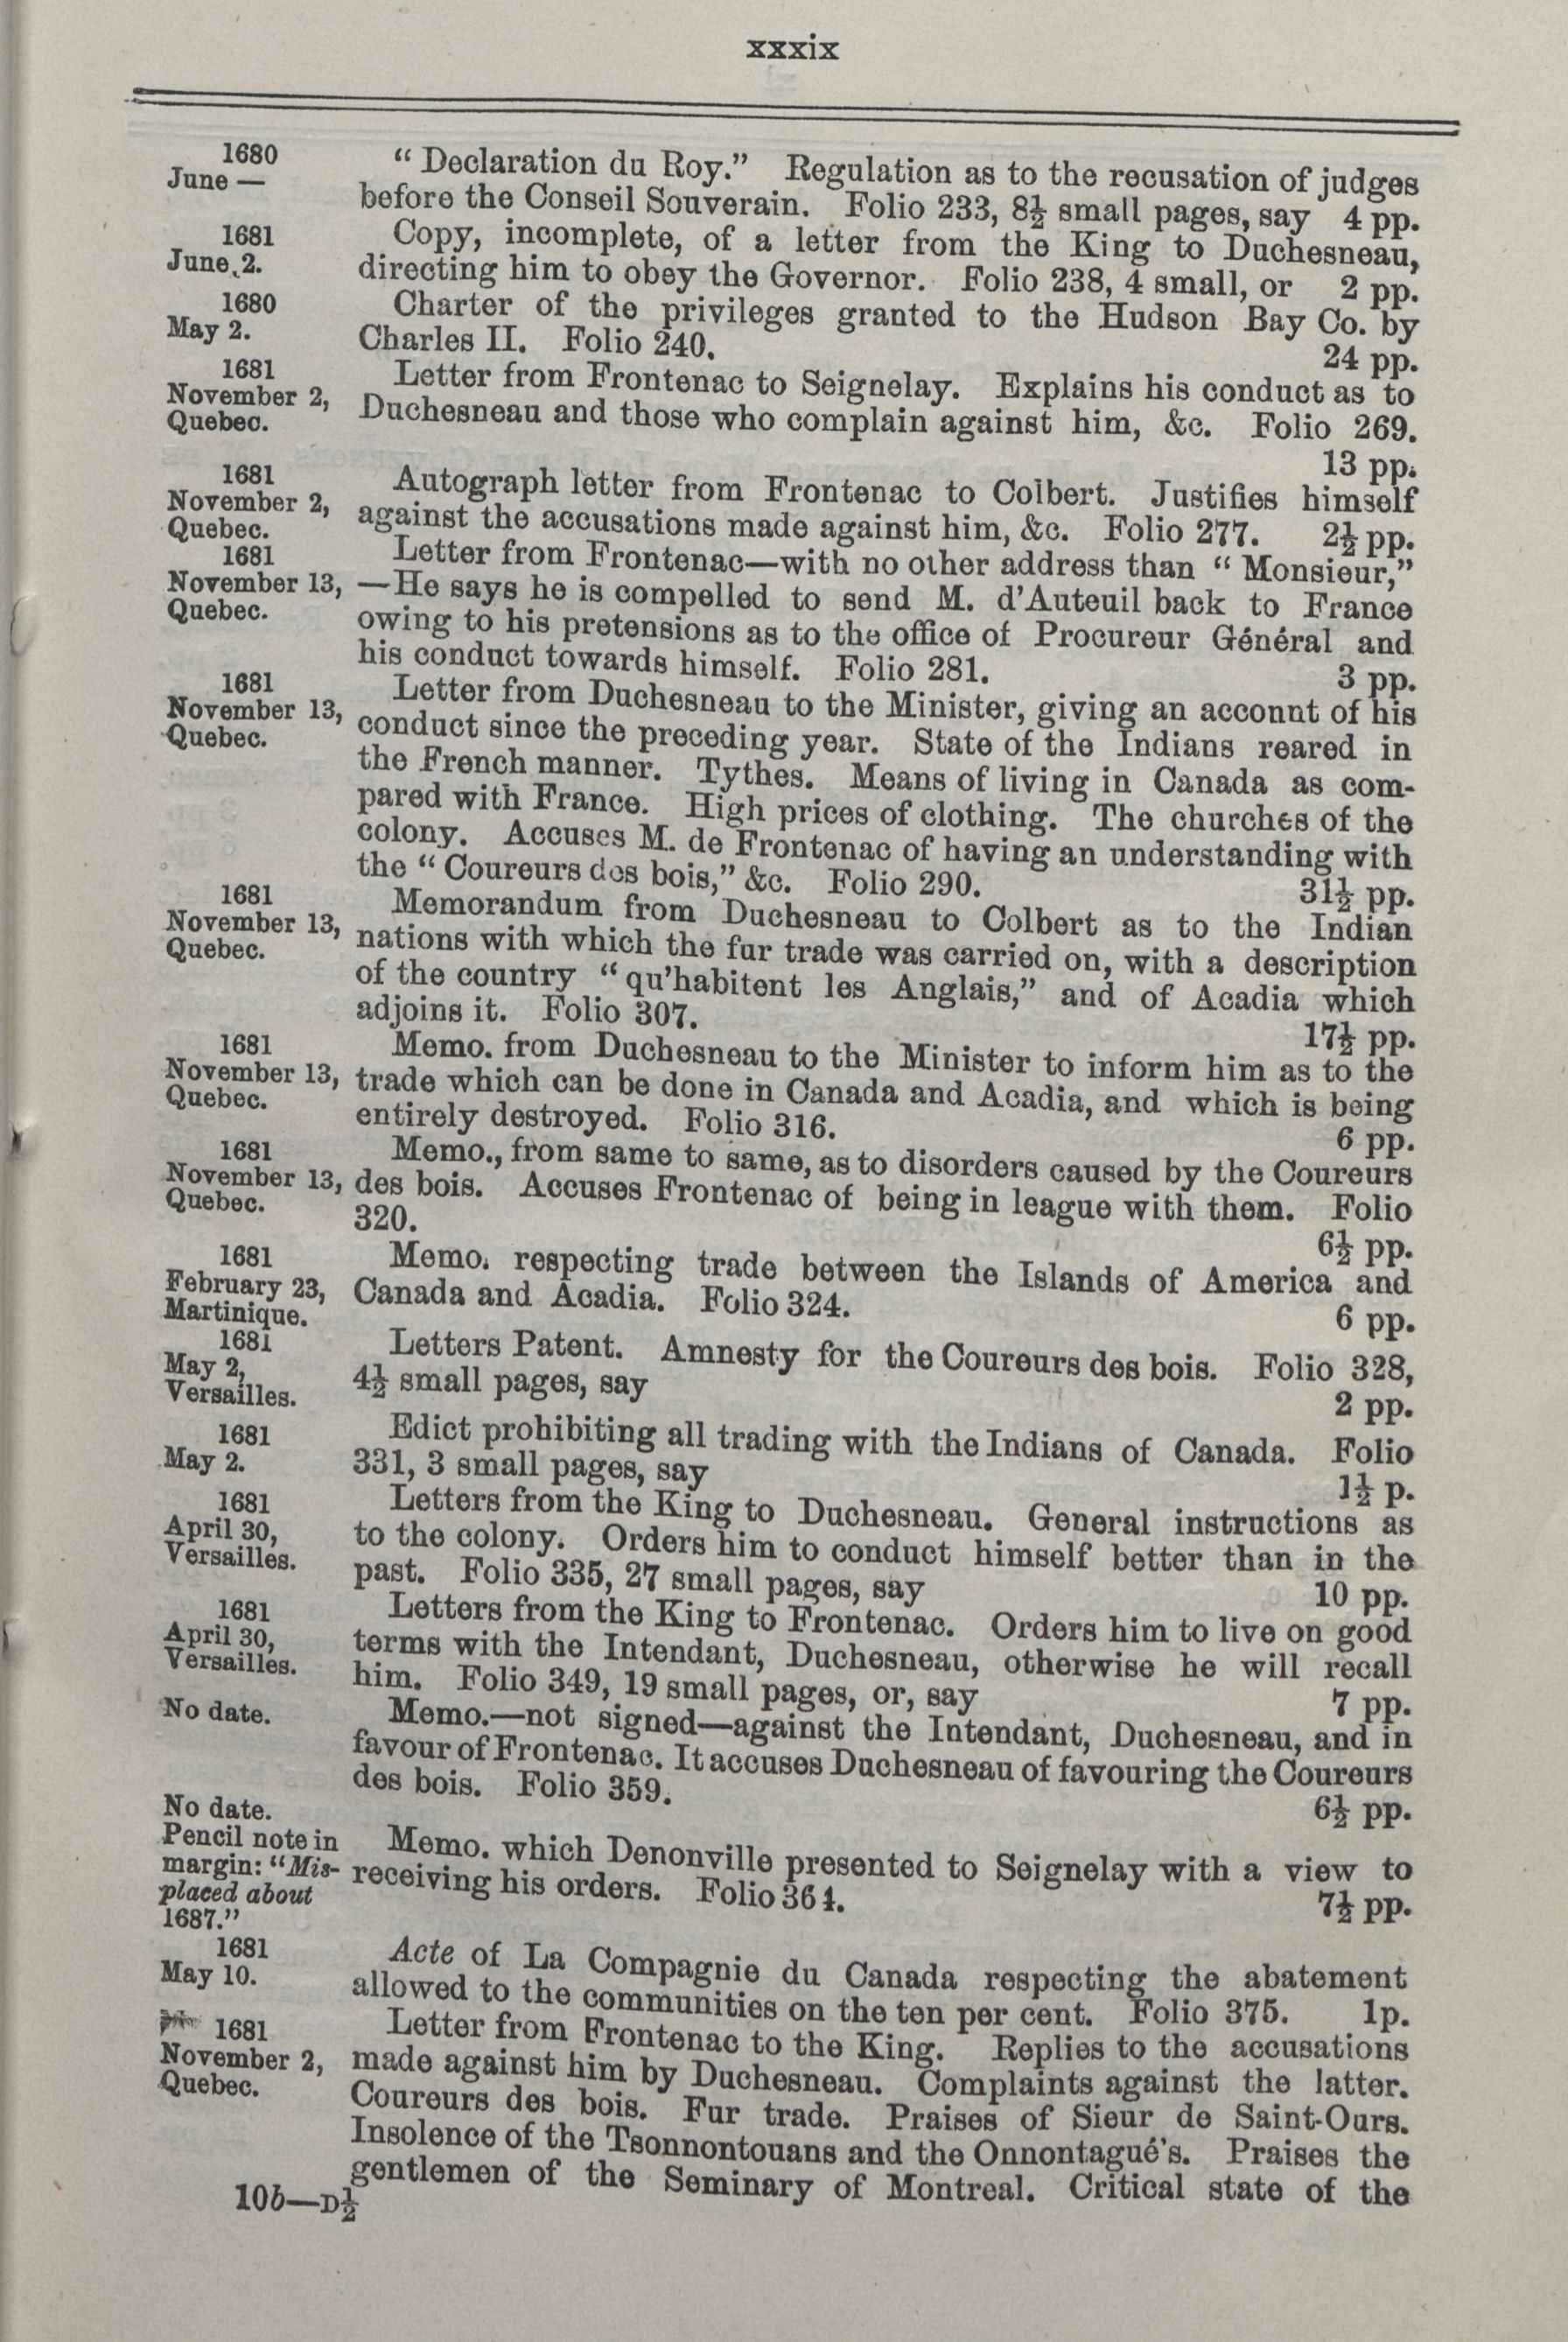 xxxix
1680
June —
“ Declaration du Roy.” Regulation as to the recusation of judges
before the Conseil Souverain. Folio 233, 8½ small pages, say 4 pp.
1681
June 2.
Copy, incomplete, of a letter from the King to Duchesneau,
directing him to obey the Governor. Folio 238, 4 small, or 2 pp.
1680
May 2.
Charter of the privileges granted to the Hudson Bay Co. by
Charles II. Folio 240. 24 pp.
1681
November 2,
Quebec.
Letter from Frontenac to Seignelay. Explains his conduct as to
Duchesneau and those who complain against him, &c. Folio 269.
13 pp.
1681
November 2,
Quebec.
Autograph letter from Frontenac to Colbert. Justifies himself
against the accusations made against him, &c. Folio 277. 2½ pp.
1681
November 13,
Quebec.
Letter from Frontenac—with no other address than “ Monsieur,”
—He says he is compelled to send M. d'Auteuil back to France
owing to his pretensions as to the office of Procureur Général and
his conduct towards himself. Folio 281. 3 pp.
1681
November 13,
Quebec.
Letter from Duchesneau to the Minister, giving an acconnt of his
conduct since the preceding year. State of the Indians reared in
the French manner. Tythes. Means of living in Canada as com-
pared with France. High prices of clothing. The churches of the
colony. Accuses M. de Frontenac of having an understanding with
the “ Coureurs des bois,” &c. Folio 290. 31½ pp.
1681
November 13,
Quebec.
Memorandum from Duchesneau to Colbert as to the Indian
nations with which the fur trade was carried on, with a description
of the country “ qu'habitent les Anglais,” and of Acadia which
adjoins it. Folio 307. 17½ pp.
1681
November 13,
Quebec.
Memo. from Duchesneau to the Minister to inform him as to the
trade which can be done in Canada and Acadia, and which is being
entirely destroyed. Folio 316. 6 pp.
1681
November 13,
Quebec.
Memo., from same to same, as to disorders caused by the Coureurs
des bois. Accuses Frontenac of being in league with them. Folio
320. 6½ pp.
1681
February 23,
Martinique.
Memo. respecting trade between the Islands of America and
Canada and Acadia. Folio 324. 6 pp.
1681
May 2,
Versailles.
Letters Patent. Amnesty for the Coureurs des bois. Folio 328,
4½ small pages, say 2 pp.
1681
May 2.
Edict prohibiting all trading with the Indians of Canada. Folio
331, 3 small pages, say 1½ p.
1681
April 30,
Versailles.
Letters from the King to Duchesneau. General instructions as
to the colony. Orders him to conduct himself better than in the
past. Folio 335, 27 small pages, say 10 pp.
1681
April 30,
Versailles.
Letters from the King to Frontenac. Orders him to live on good
terms with the Intendant, Duchesneau, otherwise he will recall
him. Folio 349, 19 small pages, or, say 7 pp.
No date.
Memo.—not signed—against the Intendant, Duchesneau, and in
favour of Frontenac. It accuses Duchesneau of favouring the Coureurs
des bois. Folio 359. 6½ pp.
No date.
Pencil note in
margin: “Mis-
placed about
1687.”
Memo. which Denonville presented to Seignelay with a view to
receiving his orders. Folio 364. 7½ pp.
1681
May 10.
Acte of La Compagnie du Canada respecting the abatement
allowed to the communities on the ten per cent. Folio 375. 1p.
1681
November 2,
Quebec.
Letter from Frontenac to the King. Replies to the accusations
made against him by Duchesneau. Complaints against the latter.
Coureurs des bois. Fur trade. Praises of Sieur de Saint-Ours.
Insolence of the Tsonnontouans and the Onnontagué's. Praises the
gentlemen of the Seminary of Montreal. Critical state of the
10b—D½